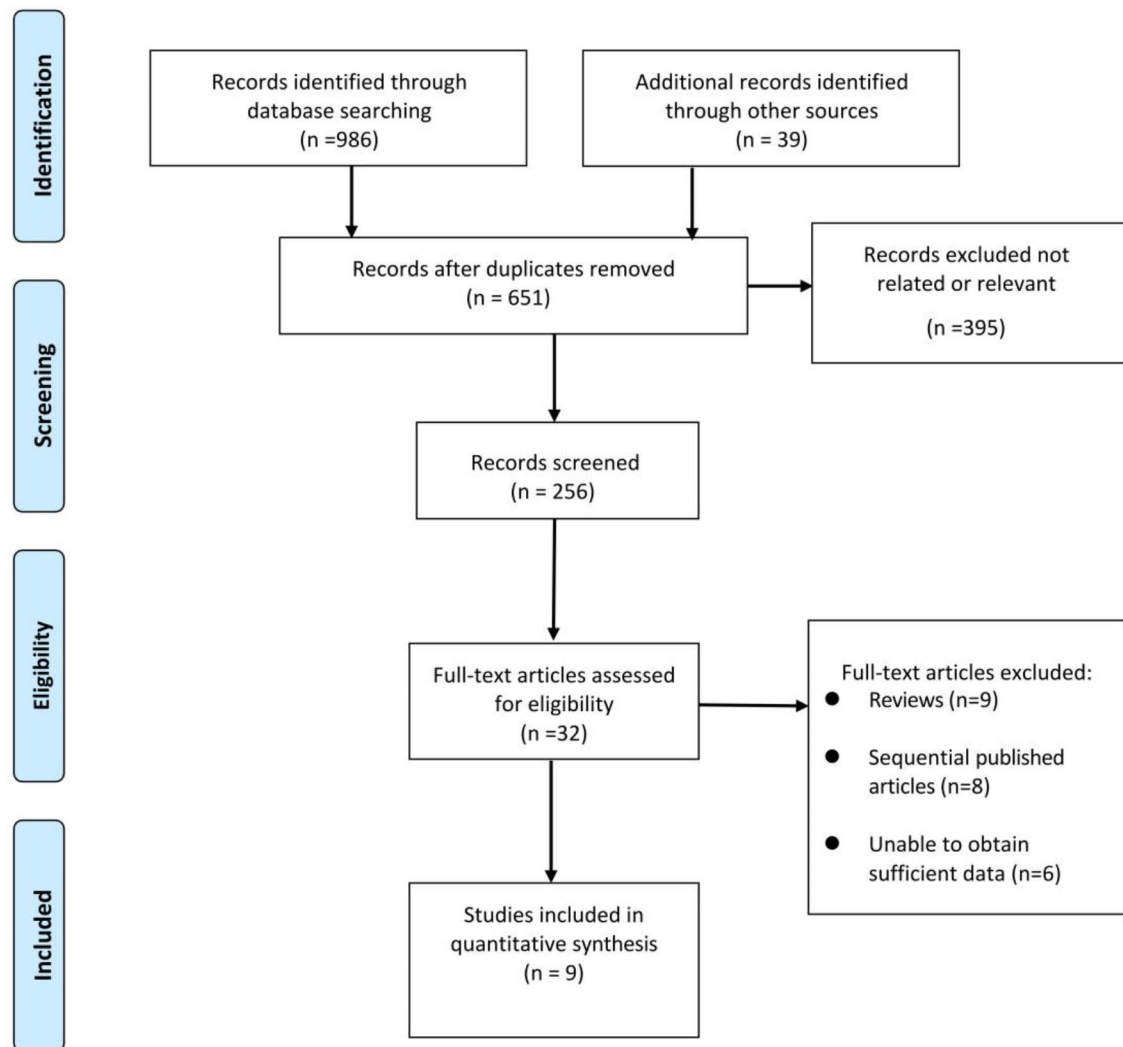 Identification
Records identified through
database searching
(n =986)
Additional records identified
through other sources
(n = 39)
Records after duplicates removed
(n = 651)
Records excluded not
related or relevant
(n =395)
Screening
Records screened
(n = 256)
Eligibility
Full-text articles assessed
for eligibility
(n =32)
Full-text articles excluded:
● Reviews (n=9)
● Sequential published
articles (n=8)
● Unable to obtain
sufficient data (n=6)
Included
Studies included in
quantitative synthesis
(n = 9)